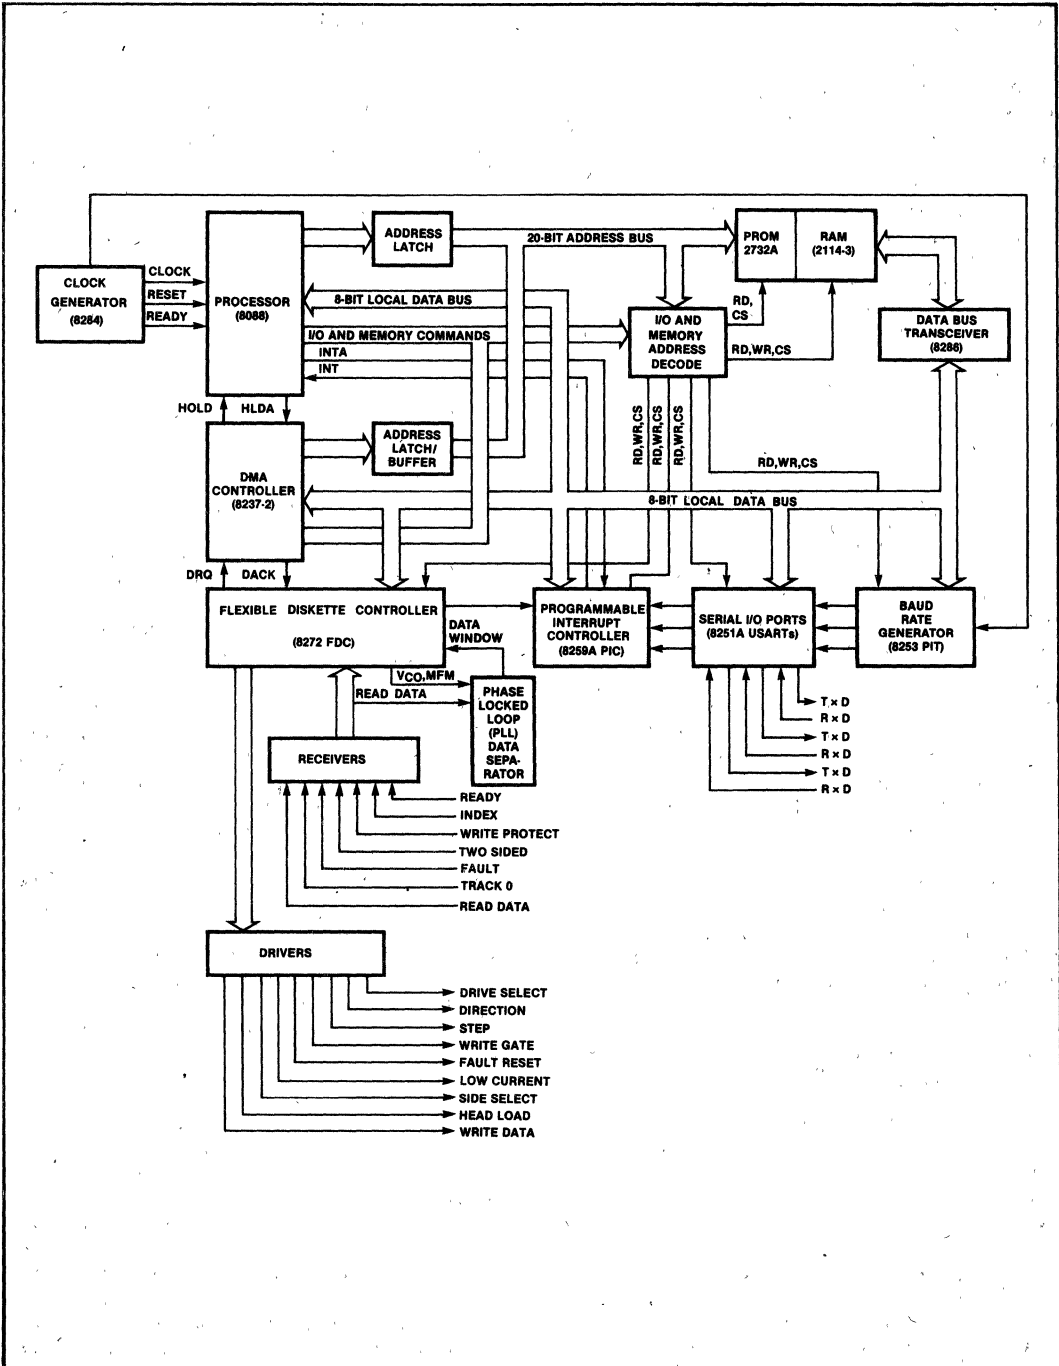 CLOCK
GENERATOR
(8284)
CLOCK
RESET
READY
PROCESSOR
(8088)
ADDRESS
LATCH
20-BIT ADDRESS BUS
PROM
2732A
RAM
(2114-3)
8-BIT LOCAL DATA BUS
I/O AND MEMORY COMMANDS
INTA
INT
I/O AND
MEMORY
ADDRESS
DECODE
RD,
CS
RD,WR,CS
DATA BUS
TRANSCEIVER
(8286)
HOLD
HLDA
DMA
CONTROLLER
(8237-2)
ADDRESS
LATCH/
BUFFER
RD,WR,CS
RD,WR,CS
RD,WR,CS
RD,WR,CS
8-BIT LOCAL DATA BUS
DRQ
DACK
FLEXIBLE DISKETTE CONTROLLER
(8272 FDC)
DATA
WINDOW
PROGRAMMABLE
INTERRUPT
CONTROLLER
(8259A PIC)
SERIAL I/O PORTS
(8251A USARTs)
BAUD
RATE
GENERATOR
(8253 PIT)
VCO,MFM
READ DATA
PHASE
LOCKED
LOOP
(PLL)
DATA
SEPA-
RATOR
T x D
R x D
T x D
R x D
T x D
R x D
RECEIVERS
READY
INDEX
WRITE PROTECT
TWO SIDED
FAULT
TRACK 0
READ DATA
DRIVERS
DRIVE SELECT
DIRECTION
STEP
WRITE GATE
FAULT RESET
LOW CURRENT
SIDE SELECT
HEAD LOAD
WRITE DATA